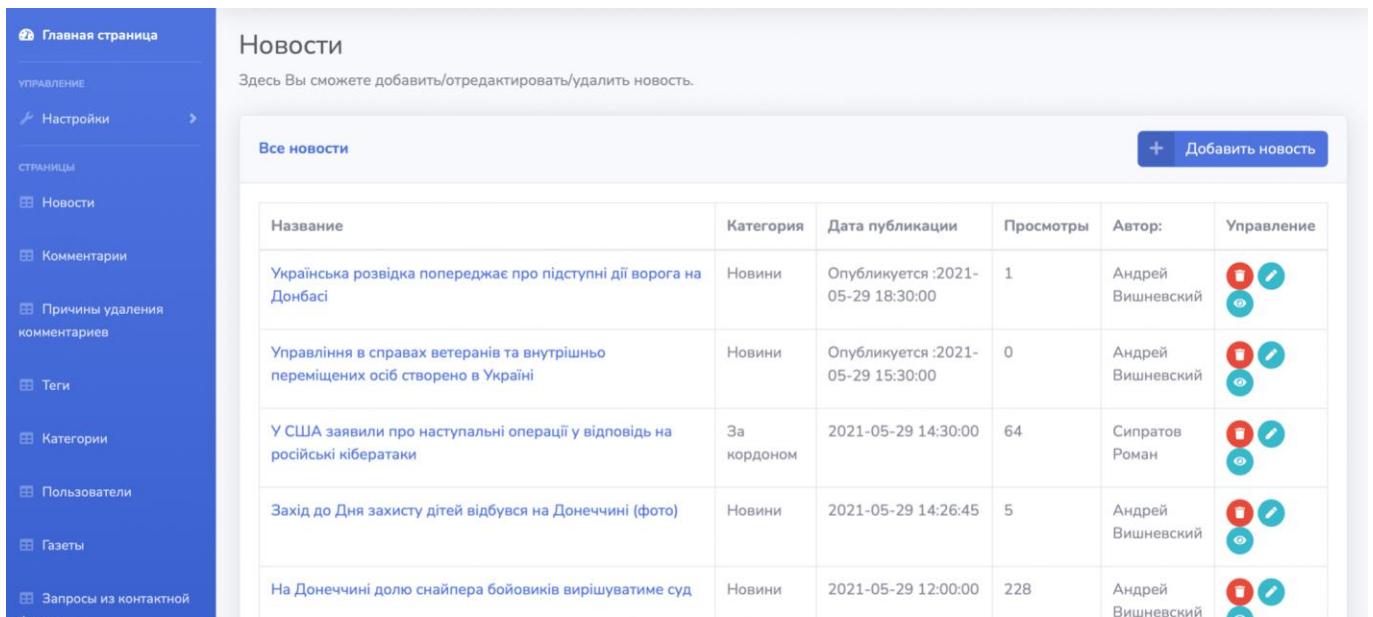 Главная страница
УПРАВЛЕНИЕ
Настройки
СТРАНИЦЫ
Новости
Комментарии
Причины удаления
комментариев
Теги
Категории
Пользователи
Газеты
Запросы из контактной
Новости
Здесь Вы сможете добавить/отредактировать/удалить новость.
Все новости
+ Добавить новость
Название Категория Дата публикации Просмотры Автор: Управление
Українська розвідка попереджає про підступні дії ворога на Новини Опубликуется :2021- 1 Андрей
Донбасі 05-29 18:30:00 Вишневский
Управління в справах ветеранів та внутрішньо Новини Опубликуется :2021- 0 Андрей
переміщених осіб створено в Україні 05-29 15:30:00 Вишневский
У США заявили про наступальні операції у відповідь на За 2021-05-29 14:30:00 64 Сипратов
російські кібератаки кордоном Роман
Захід до Дня захисту дітей відбувся на Донеччині (фото) Новини 2021-05-29 14:26:45 5 Андрей
Вишневский
На Донеччині долю снайпера бойовиків вирішуватиме суд Новини 2021-05-29 12:00:00 228 Андрей
Вишневский